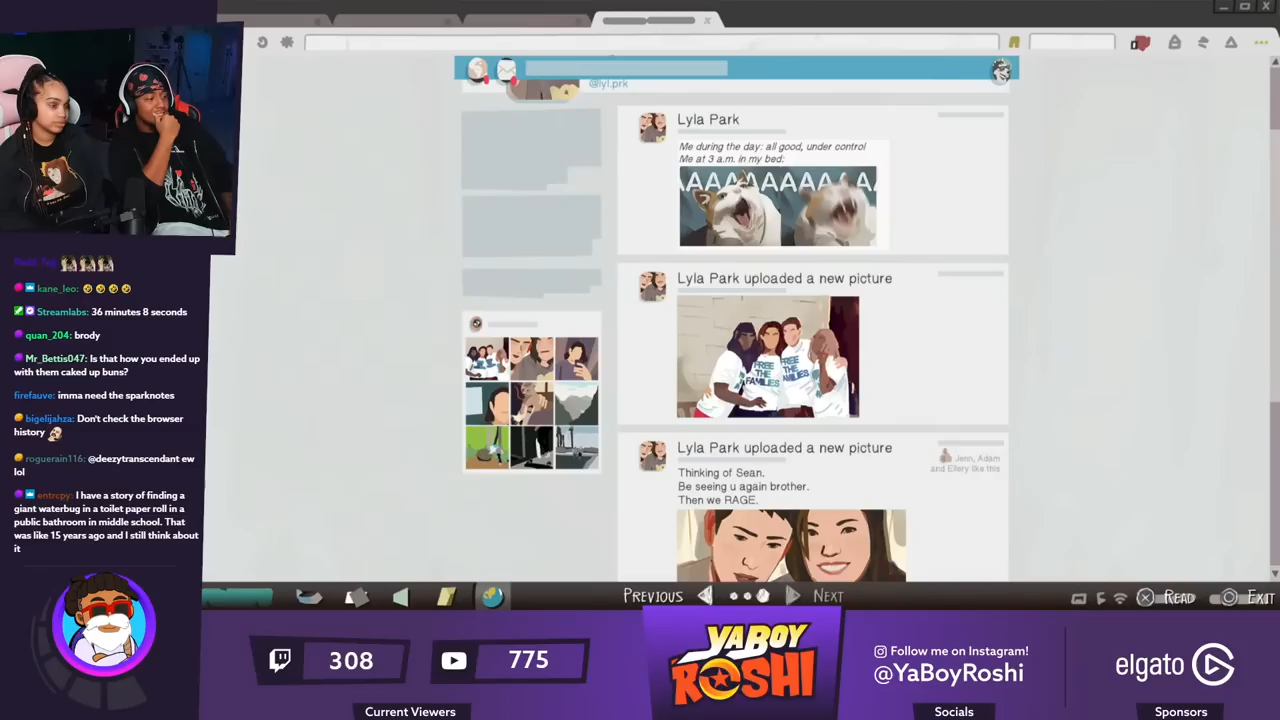 @lyl.prk
Lyla Park
Me during the day: all good, under control
Me at 3 a.m. in my bed:
AAAAAAAAAA
Lyla Park uploaded a new picture
FREE THE FAMILIES
FREE THE FAMILIES
Lyla Park uploaded a new picture
Jenn, Adam
and Ellery like this
Thinking of Sean.
Be seeing u again brother.
Then we RAGE.
PREVIOUS
NEXT
READ
EXIT
kane_leo:
Streamlabs: 36 minutes 8 seconds
quan_204: brody
Mr_Bettis047: Is that how you ended up
with them caked up buns?
firefauve: imma need the sparknotes
bigelijahza: Don't check the browser
history
roguerain116: @deezytranscendant ew
lol
entrcpy: I have a story of finding a
giant waterbug in a toilet paper roll in a
public bathroom in middle school. That
was like 15 years ago and I still think about
it
308
775
Current Viewers
YABOY
ROSHI
Follow me on Instagram!
@YaBoyRoshi
Socials
elgato
Sponsors